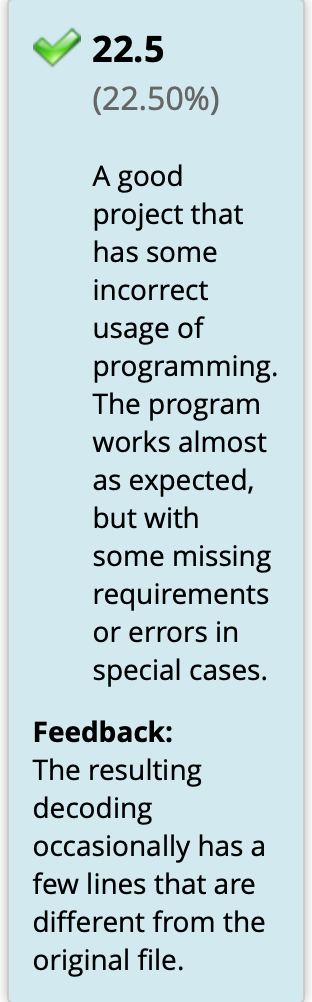 22.5
(22.50%)
A good
project that
has some
incorrect
usage of
programming.
The program
works almost
as expected,
but with
some missing
requirements
or errors in
special cases.
Feedback:
The resulting
decoding
occasionally has a
few lines that are
different from the
original file.